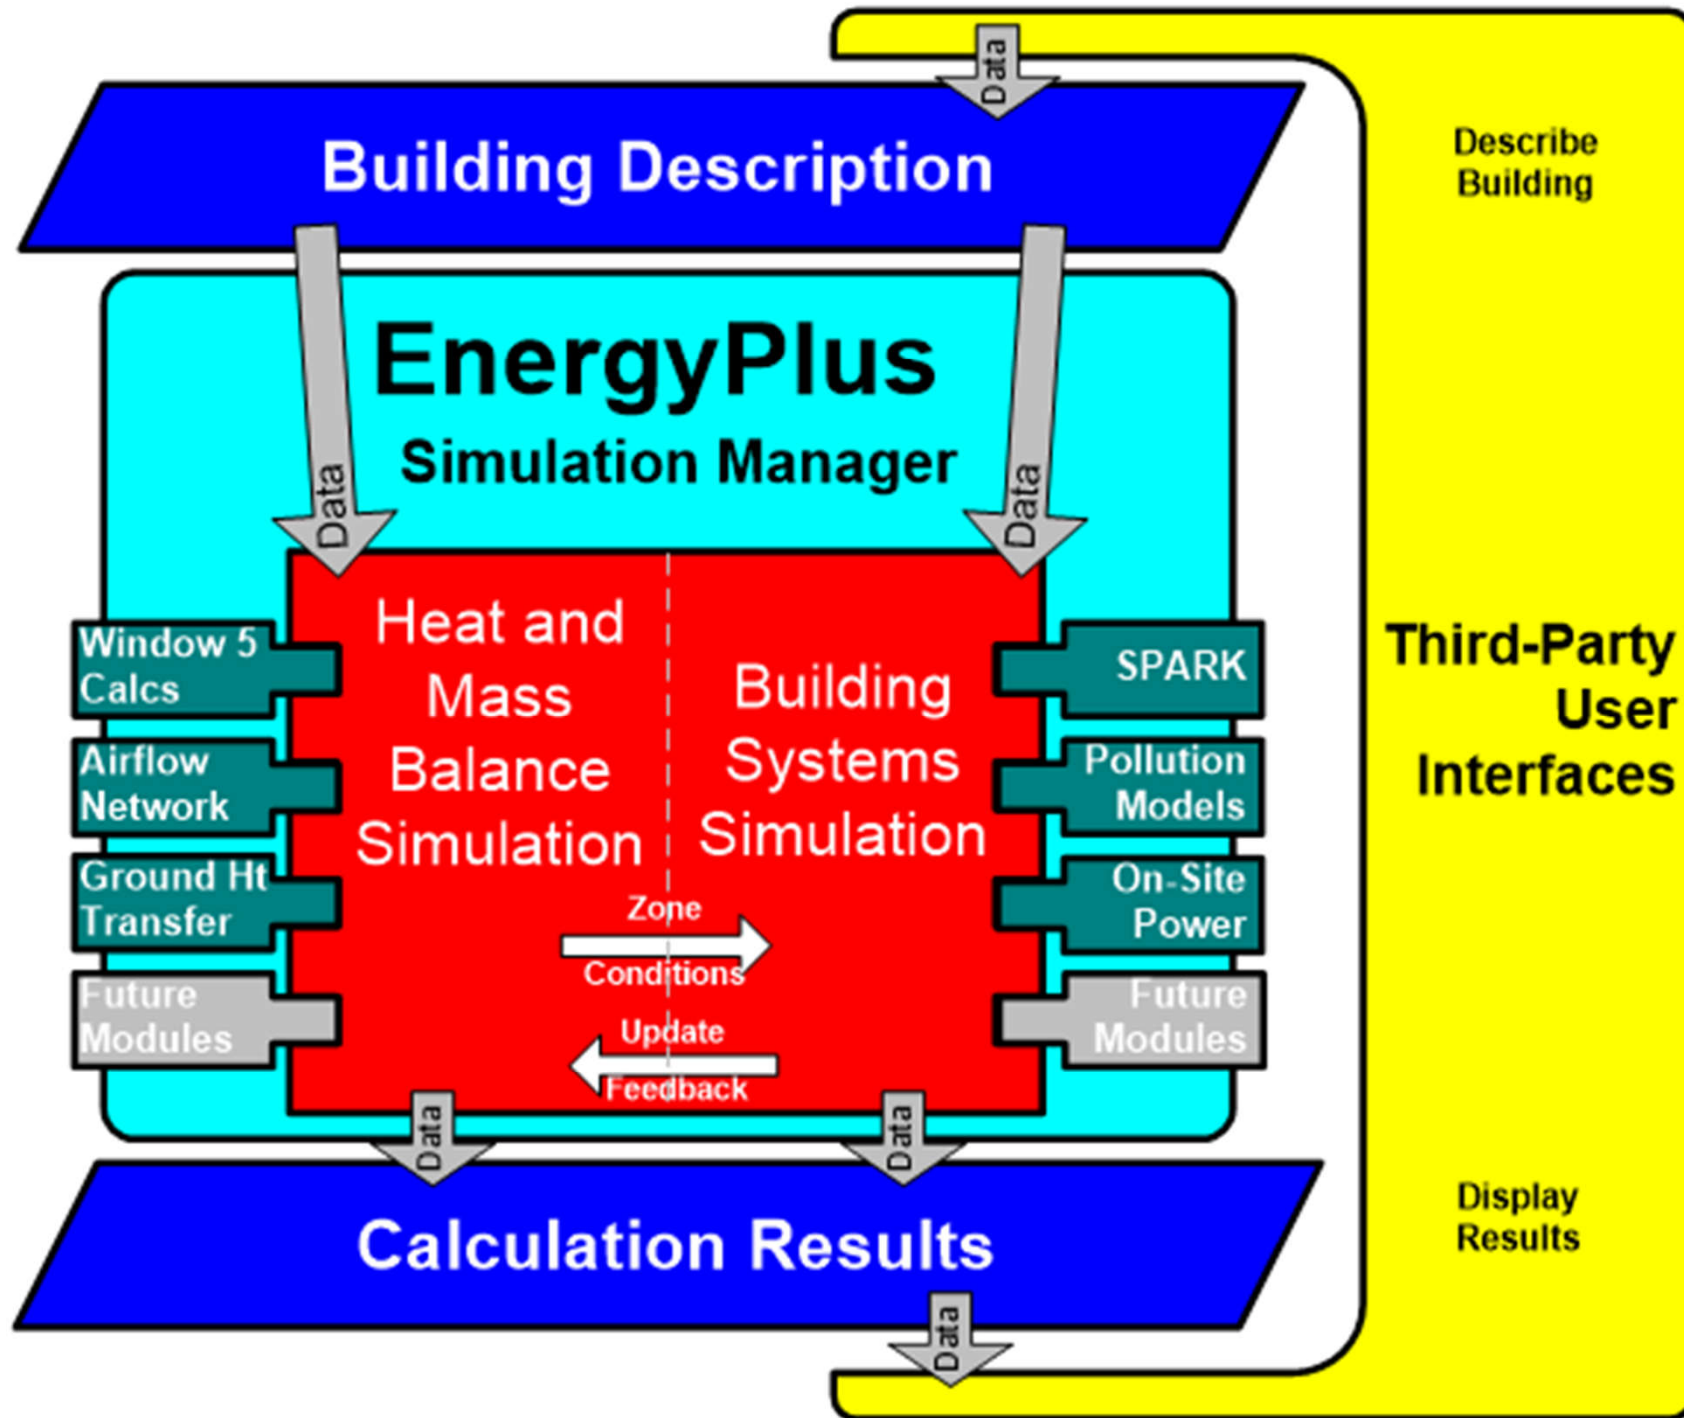 Data
Building Description
Describe
Building
EnergyPlus
Simulation Manager
Data
Data
Heat and
Mass
Balance
Simulation
Building
Systems
Simulation
Window 5
Calcs
Airflow
Network
Ground Ht
Transfer
Future
Modules
SPARK
Pollution
Models
On-Site
Power
Future
Modules
Zone
Conditions
Update
Feedback
Third-Party
User
Interfaces
Data
Data
Calculation Results
Display
Results
Data